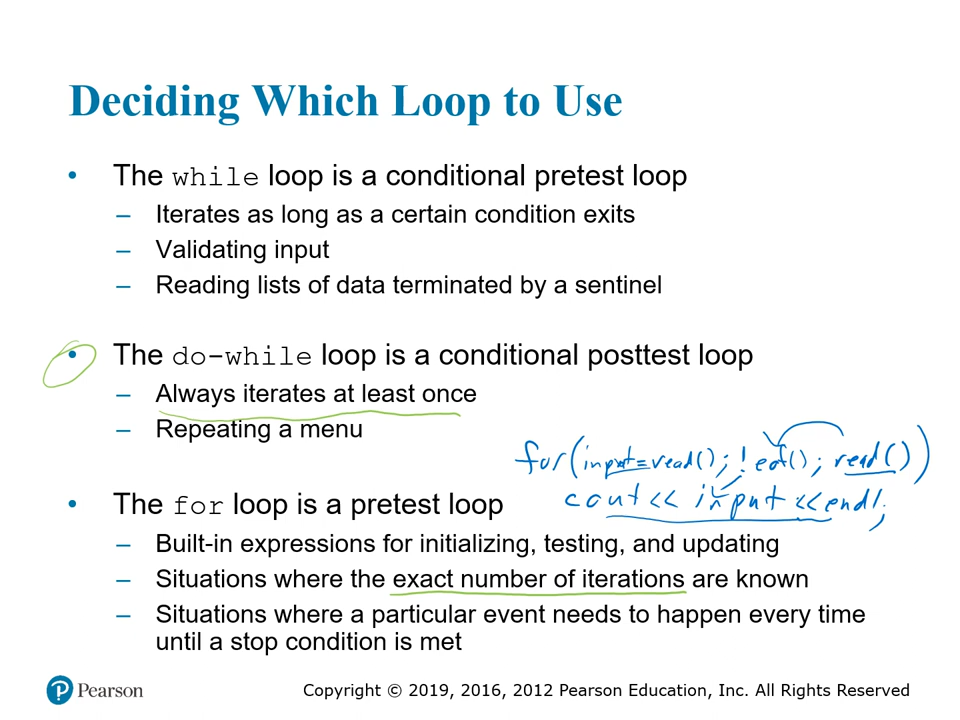 Deciding Which Loop to Use
• The while loop is a conditional pretest loop
– Iterates as long as a certain condition exits
– Validating input
– Reading lists of data terminated by a sentinel
• The do-while loop is a conditional posttest loop
– Always iterates at least once
– Repeating a menu
for(input=read(); !eof(); read())
cout << input << endl;
• The for loop is a pretest loop
– Built-in expressions for initializing, testing, and updating
– Situations where the exact number of iterations are known
– Situations where a particular event needs to happen every time
until a stop condition is met
Pearson
Copyright © 2019, 2016, 2012 Pearson Education, Inc. All Rights Reserved